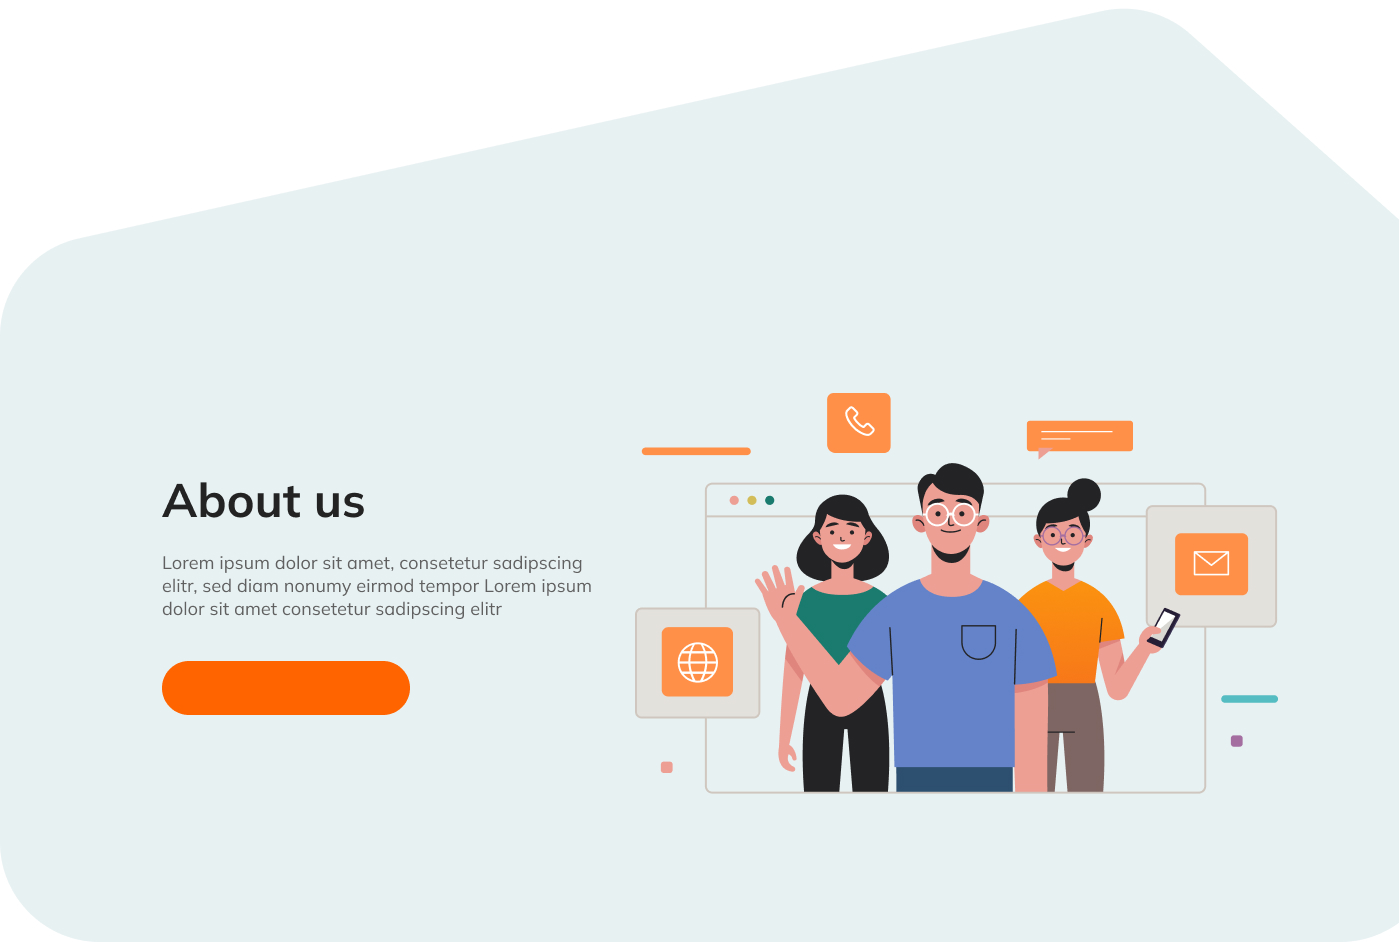 About us
Lorem ipsum dolor sit amet, consetetur sadipscing
elitr, sed diam nonumy eirmod tempor Lorem ipsum
dolor sit amet consetetur sadipscing elitr